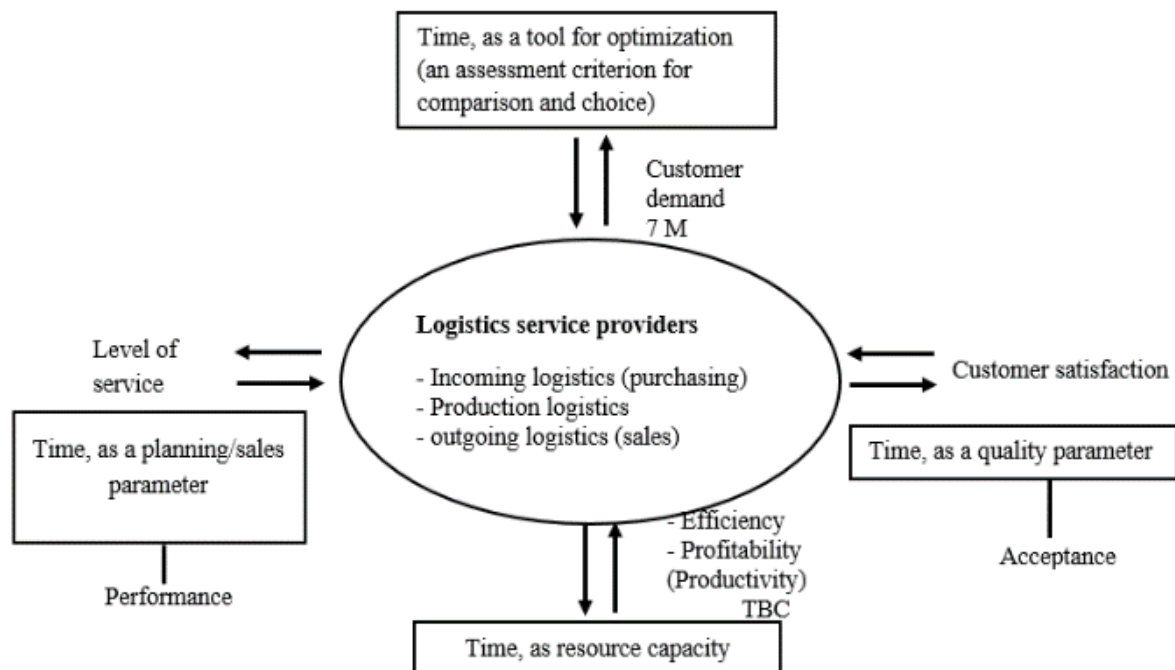 Time, as a tool for optimization
(an assessment criterion for
comparison and choice)
Customer
demand
7 M
Logistics service providers
- Incoming logistics (purchasing)
- Production logistics
- outgoing logistics (sales)
Level of
service
Customer satisfaction
Time, as a planning/sales
parameter
Time, as a quality parameter
Performance
Acceptance
- Efficiency
- Profitability
(Productivity)
TBC
Time, as resource capacity